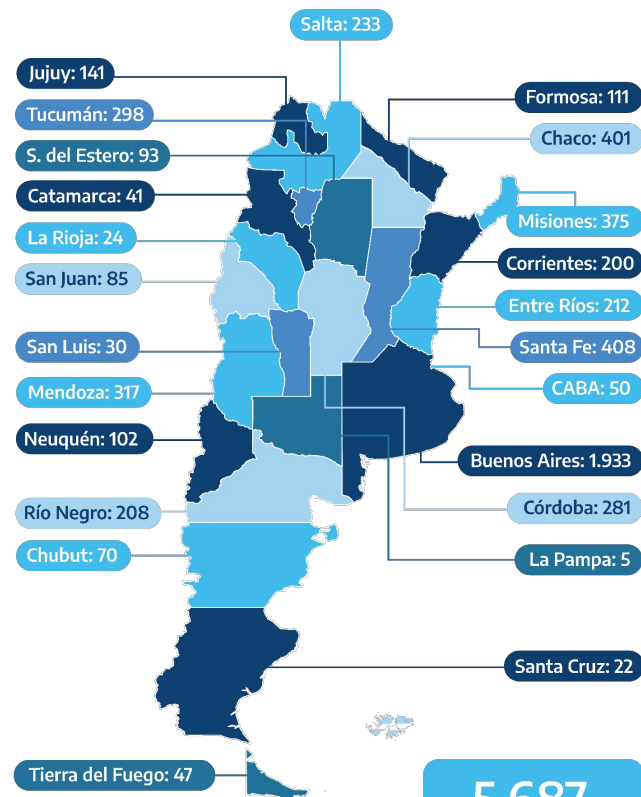 Salta: 233
Jujuy: 141
Formosa: 111
Tucumán: 298
Chaco: 401
S. del Estero: 93
Catamarca: 41
Misiones: 375
La Rioja: 24
Corrientes: 200
San Juan: 85
Entre Ríos: 212
San Luis: 30
Santa Fe: 408
Mendoza: 317
CABA: 50
Neuquén: 102
Buenos Aires: 1.933
Río Negro: 208
Córdoba: 281
Chubut: 70
La Pampa: 5
Santa Cruz: 22
Tierra del Fuego: 47
5.687